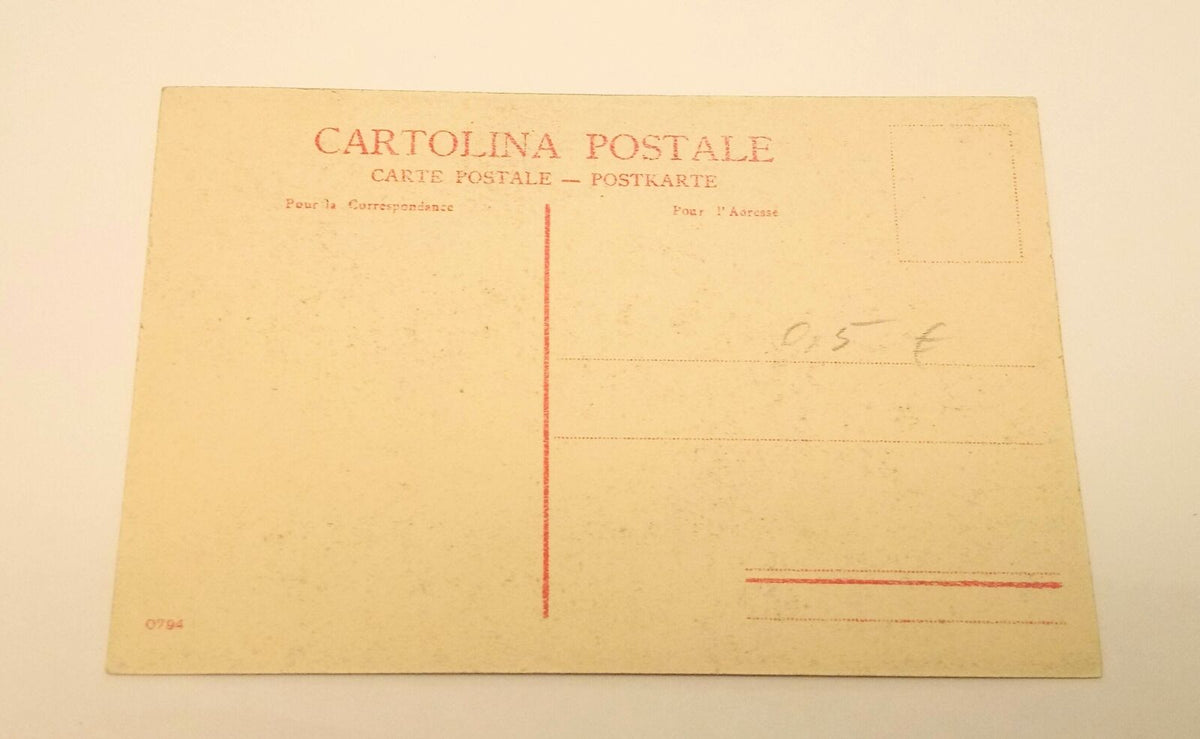 CARTOLINA POSTALE
CARTE POSTALE — POSTKARTE
Pour la Correspondance
Pour l'Adresse
0,5 €
0794